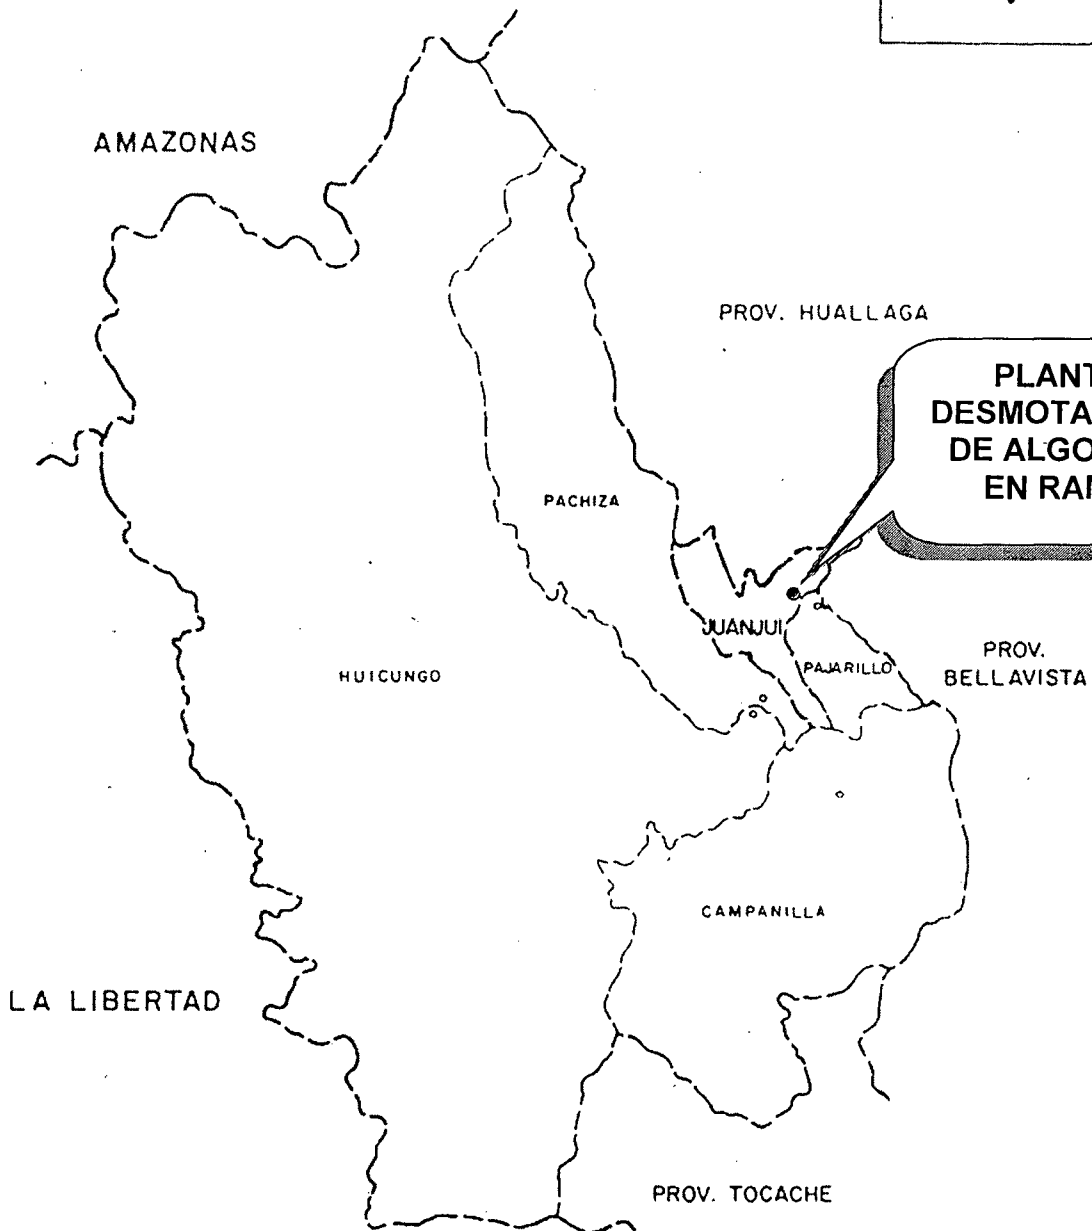 AMAZONAS
PROV. HUALLAGA
PLANT
DESMOTA
DE ALGO
EN RAM
PACHIZA
JUANJUI
PAJARILLO
PROV.
BELLAVISTA
HUICUNGO
CAMPANILLA
LA LIBERTAD
PROV. TOCACHE